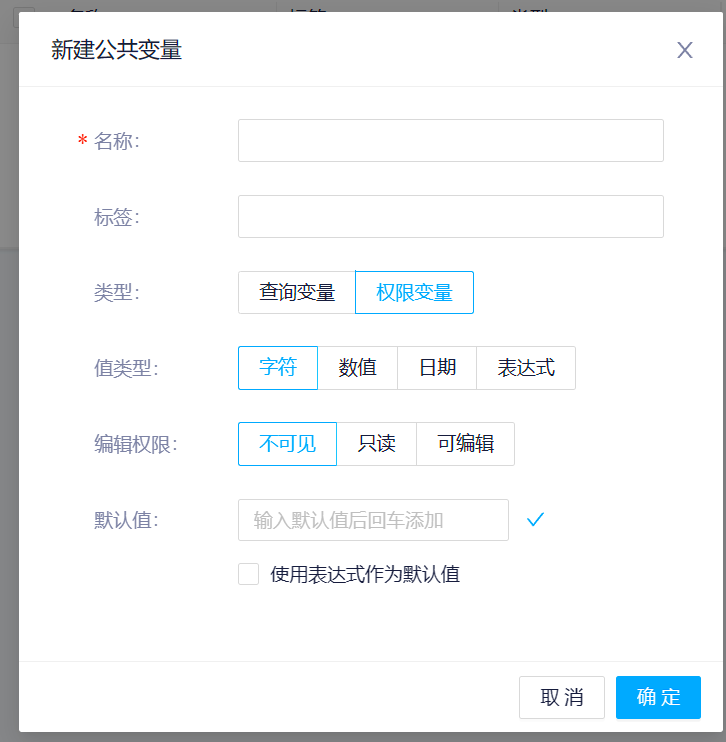 新建公共变量
* 名称：
标签：
类型： 查询变量 权限变量
值类型： 字符 数值 日期 表达式
编辑权限： 不可见 只读 可编辑
默认值： 输入默认值后回车添加
使用表达式作为默认值
取消 确定